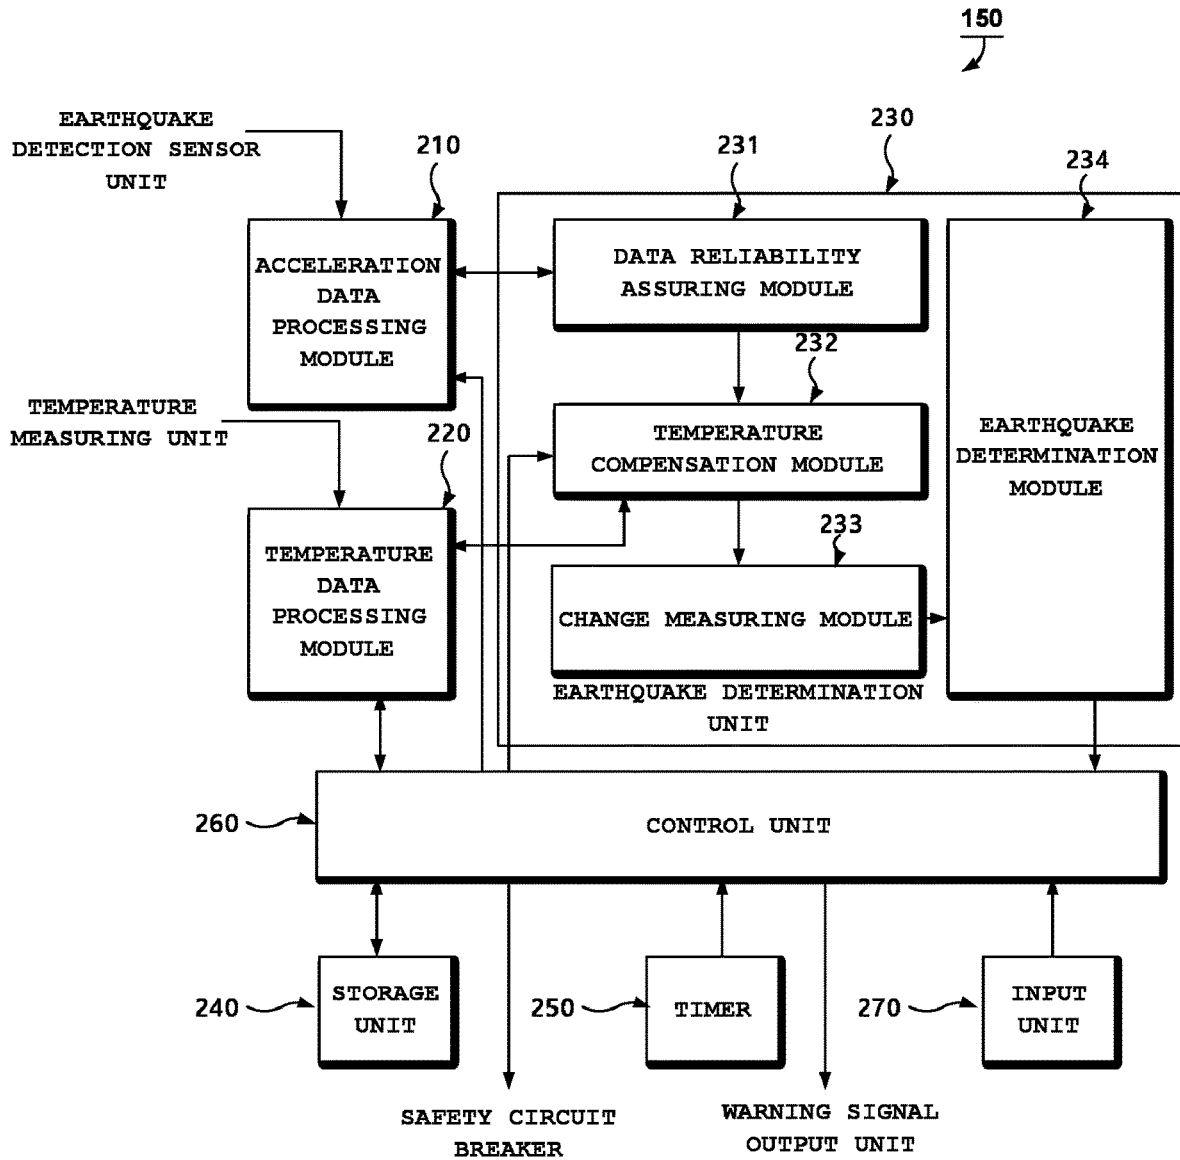 150
EARTHQUAKE
DETECTION SENSOR
UNIT
210
231
230
234
ACCELERATION
DATA
PROCESSING
MODULE
DATA RELIABILITY
ASSURING MODULE
232
TEMPERATURE
MEASURING UNIT
220
TEMPERATURE
COMPENSATION MODULE
EARTHQUAKE
DETERMINATION
MODULE
233
TEMPERATURE
DATA
PROCESSING
MODULE
CHANGE MEASURING MODULE
EARTHQUAKE DETERMINATION
UNIT
260
CONTROL UNIT
240
STORAGE
UNIT
250
TIMER
270
INPUT
UNIT
SAFETY CIRCUIT
BREAKER
WARNING SIGNAL
OUTPUT UNIT